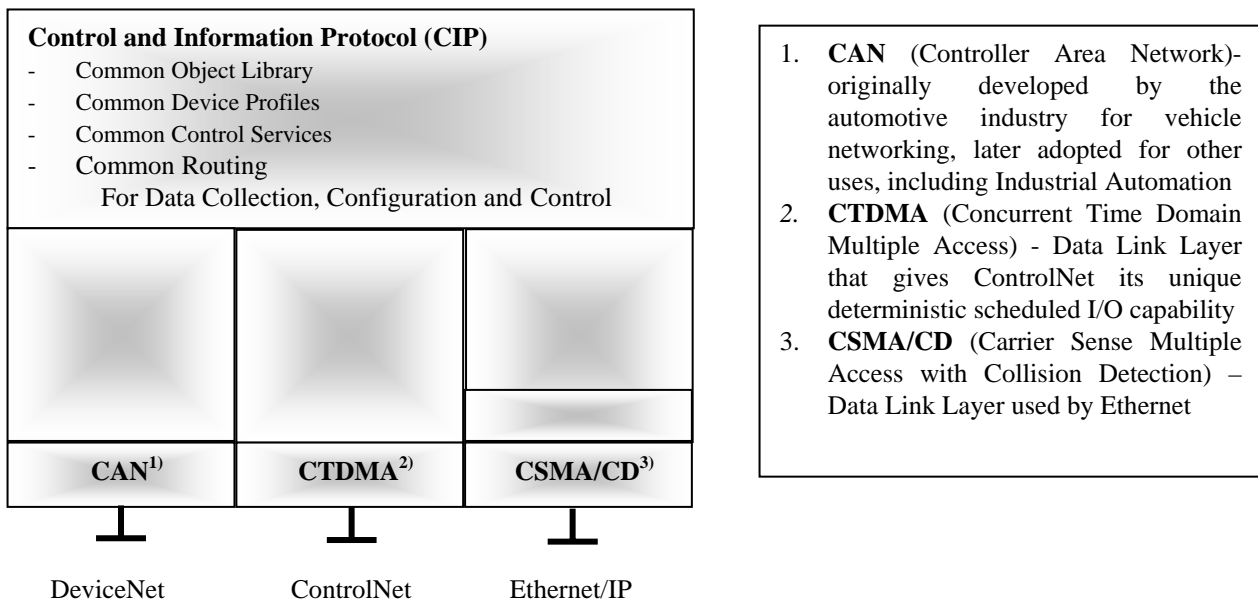 Control and Information Protocol (CIP)
- Common Object Library
- Common Device Profiles
- Common Control Services
- Common Routing
For Data Collection, Configuration and Control
CAN1)
CTDMA2)
CSMA/CD3)
DeviceNet
ControlNet
Ethernet/IP
1. CAN (Controller Area Network)-
originally developed by the
automotive industry for vehicle
networking, later adopted for other
uses, including Industrial Automation
2. CTDMA (Concurrent Time Domain
Multiple Access) - Data Link Layer
that gives ControlNet its unique
deterministic scheduled I/O capability
3. CSMA/CD (Carrier Sense Multiple
Access with Collision Detection) –
Data Link Layer used by Ethernet